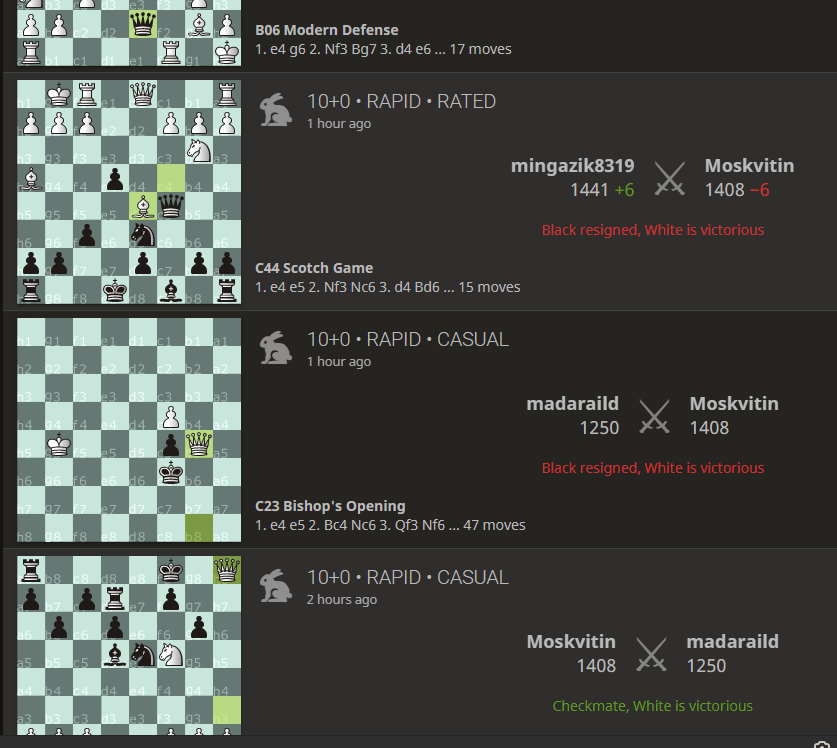 B06 Modern Defense
1. e4 g6 2. Nf3 Bg7 3. d4 e6 ... 17 moves
10+0 • RAPID • RATED
1 hour ago
mingazik8319 Moskvitin
1441 +6 1408 −6
Black resigned, White is victorious
C44 Scotch Game
1. e4 e5 2. Nf3 Nc6 3. d4 Bd6 ... 15 moves
10+0 • RAPID • CASUAL
1 hour ago
madaraild Moskvitin
1250 1408
Black resigned, White is victorious
C23 Bishop's Opening
1. e4 e5 2. Bc4 Nc6 3. Qf3 Nf6 ... 47 moves
10+0 • RAPID • CASUAL
2 hours ago
Moskvitin madaraild
1408 1250
Checkmate, White is victorious